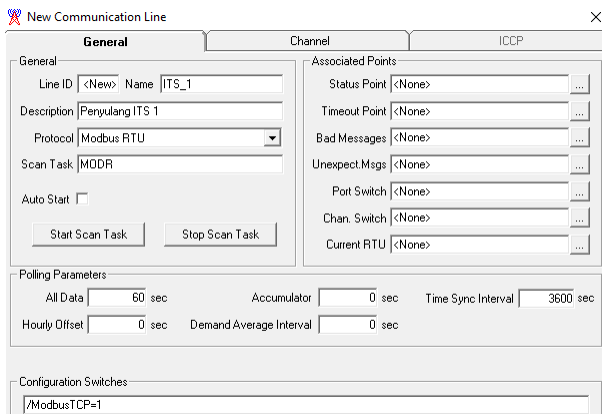 New Communication Line
General
Channel
ICCP
General
Line ID <New> Name ITS_1
Description Penyulang ITS 1
Protocol Modbus RTU
Scan Task MODR
Auto Start
Start Scan Task Stop Scan Task
Associated Points
Status Point <None> ...
Timeout Point <None> ...
Bad Messages <None> ...
Unexpect.Msgs <None> ...
Port Switch <None> ...
Chan. Switch <None> ...
Current RTU <None> ...
Polling Parameters
All Data 60 sec Accumulator 0 sec Time Sync Interval 3600 sec
Hourly Offset 0 sec Demand Average Interval 0 sec
Configuration Switches
/ModbusTCP=1